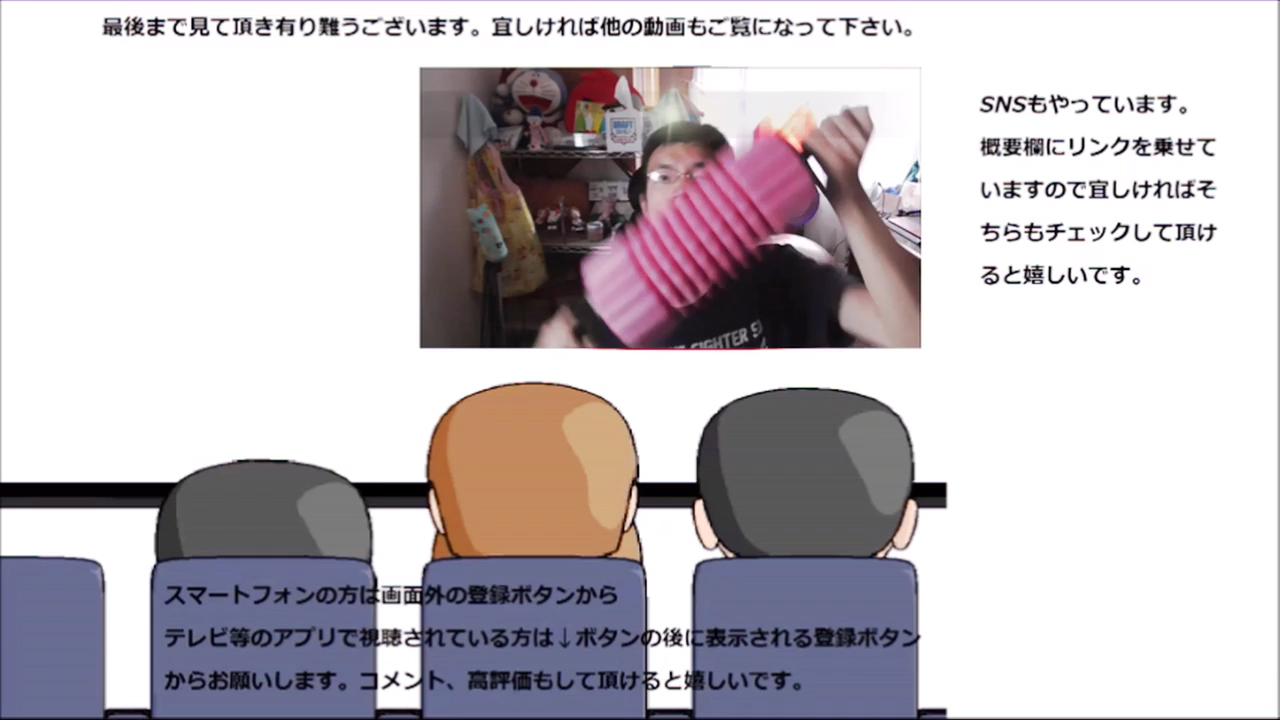 最後まで見て頂き有り難うございます。宜しければ他の動画もご覧になって下さい。
SNSもやっています。
概要欄にリンクを乗せて
いますので宜しければそ
ちらもチェックして頂け
ると嬉しいです。
FIGHTER
スマートフォンの方は画面外の登録ボタンから
テレビ等のアプリで視聴されている方は↓ボタンの後に表示される登録ボタン
からお願いします。コメント、高評価もして頂けると嬉しいです。